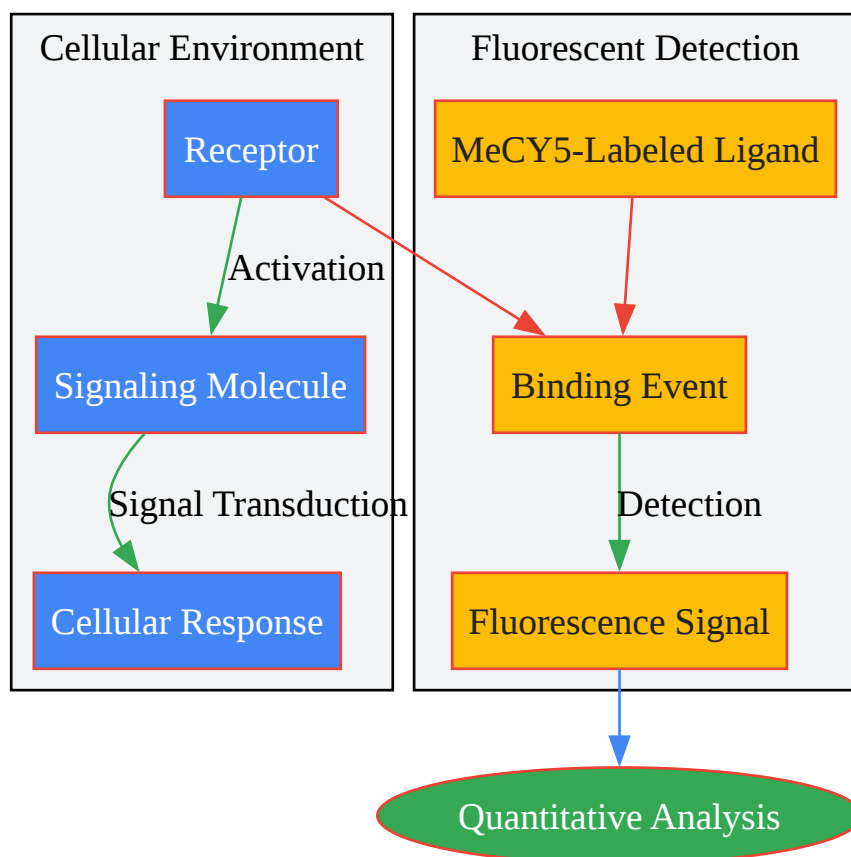 Cellular Environment
Fluorescent Detection
Receptor
MeCY5-Labeled Ligand
Activation
Signaling Molecule
Binding Event
Signal Transduction
Detection
Cellular Response
Fluorescence Signal
Quantitative Analysis